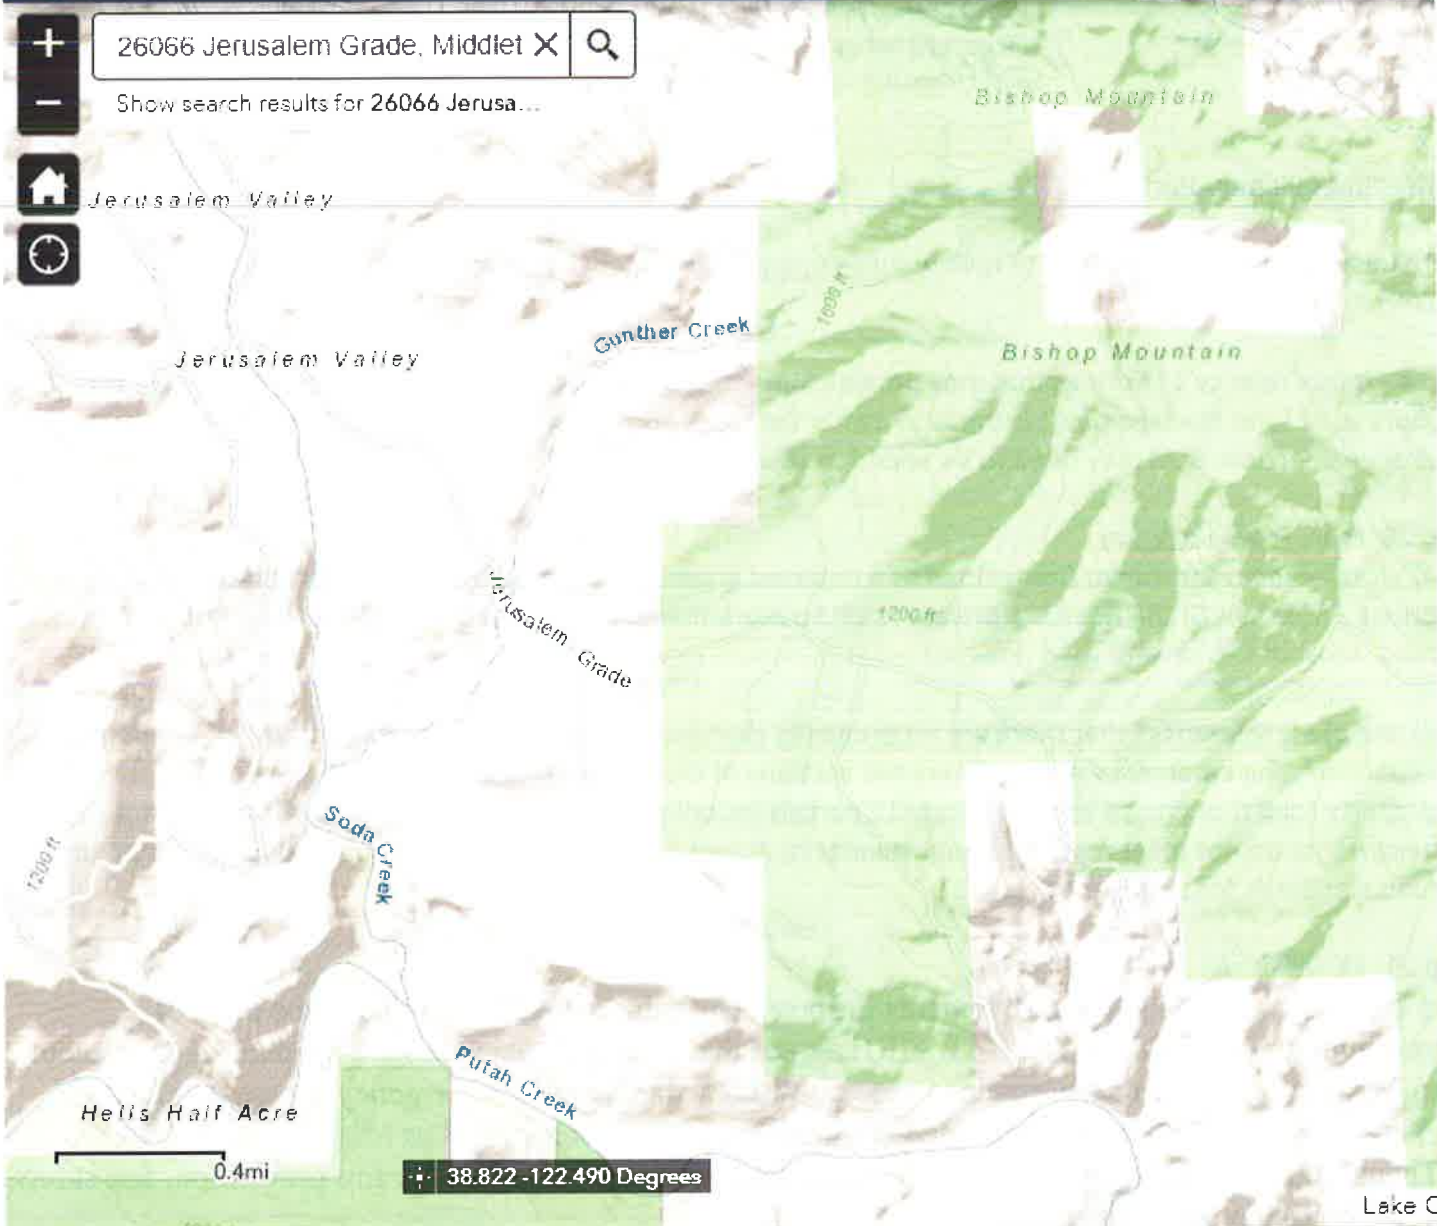 +
26066 Jerusalem Grade, Middlet
Show search results for 26066 Jerusa...
−
Bishop Mountain
Jerusalem Valley
1600 ft
Gunther Creek
Jerusalem Valley
Bishop Mountain
Jerusalem Grade
1200 ft
Soda Creek
1200 ft
Putah Creek
Hells Half Acre
0.4mi
38.822 -122.490 Degrees
Lake C